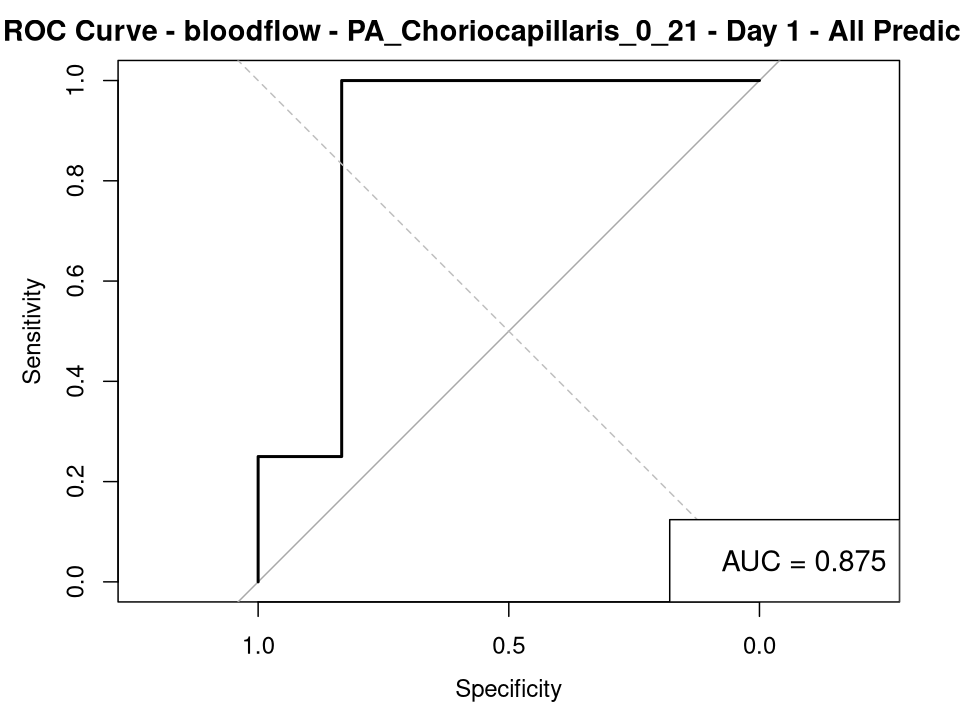 ROC Curve - bloodflow - PA_Choriocapillaris_0_21 - Day 1 - All Predic
1.0
0.8
0.6
0.4
0.2
0.0
Sensitivity
AUC = 0.875
1.0 0.5 0.0
Specificity